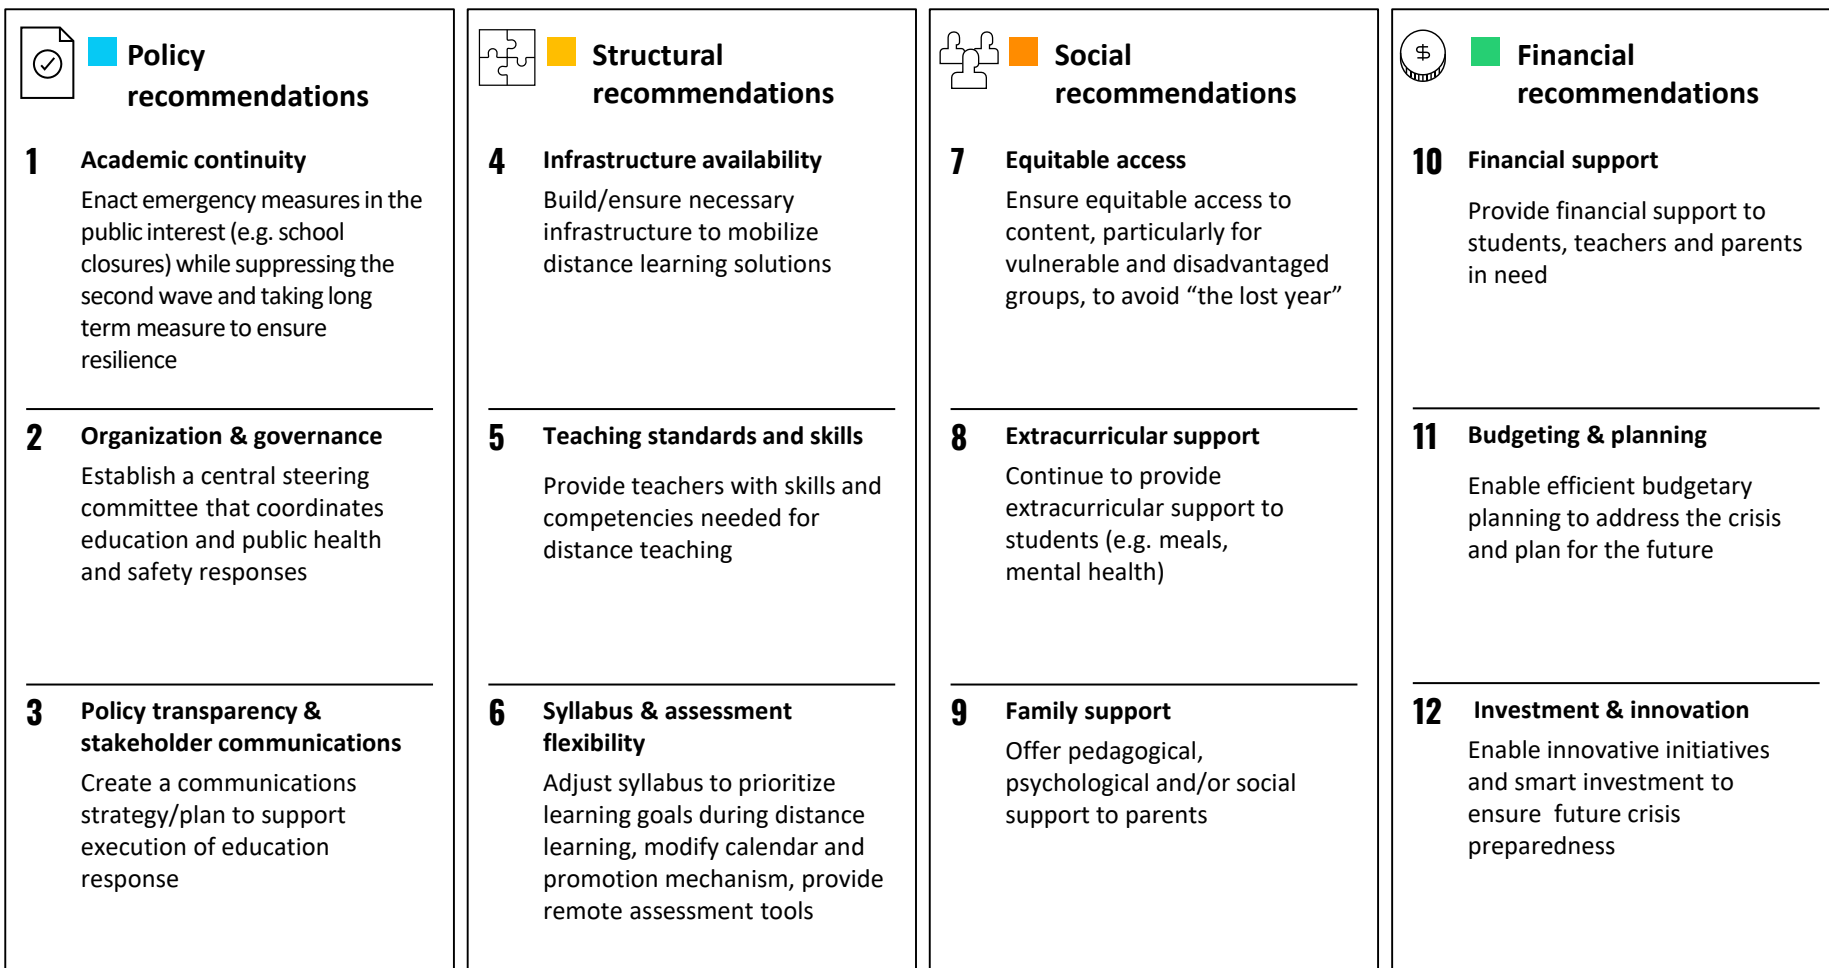 Policy
recommendations
1 Academic continuity
Enact emergency measures in the
public interest (e.g. school
closures) while suppressing the
second wave and taking long
term measure to ensure
resilience
2 Organization & governance
Establish a central steering
committee that coordinates
education and public health
and safety responses
3 Policy transparency &
stakeholder communications
Create a communications
strategy/plan to support
execution of education
response
Structural
recommendations
4 Infrastructure availability
Build/ensure necessary
infrastructure to mobilize
distance learning solutions
5 Teaching standards and skills
Provide teachers with skills and
competencies needed for
distance teaching
6 Syllabus & assessment
flexibility
Adjust syllabus to prioritize
learning goals during distance
learning, modify calendar and
promotion mechanism, provide
remote assessment tools
Social
recommendations
7 Equitable access
Ensure equitable access to
content, particularly for
vulnerable and disadvantaged
groups, to avoid “the lost year”
8 Extracurricular support
Continue to provide
extracurricular support to
students (e.g. meals,
mental health)
9 Family support
Offer pedagogical,
psychological and/or social
support to parents
$
Financial
recommendations
10 Financial support
Provide financial support to
students, teachers and parents
in need
11 Budgeting & planning
Enable efficient budgetary
planning to address the crisis
and plan for the future
12 Investment & innovation
Enable innovative initiatives
and smart investment to
ensure  future crisis
preparedness